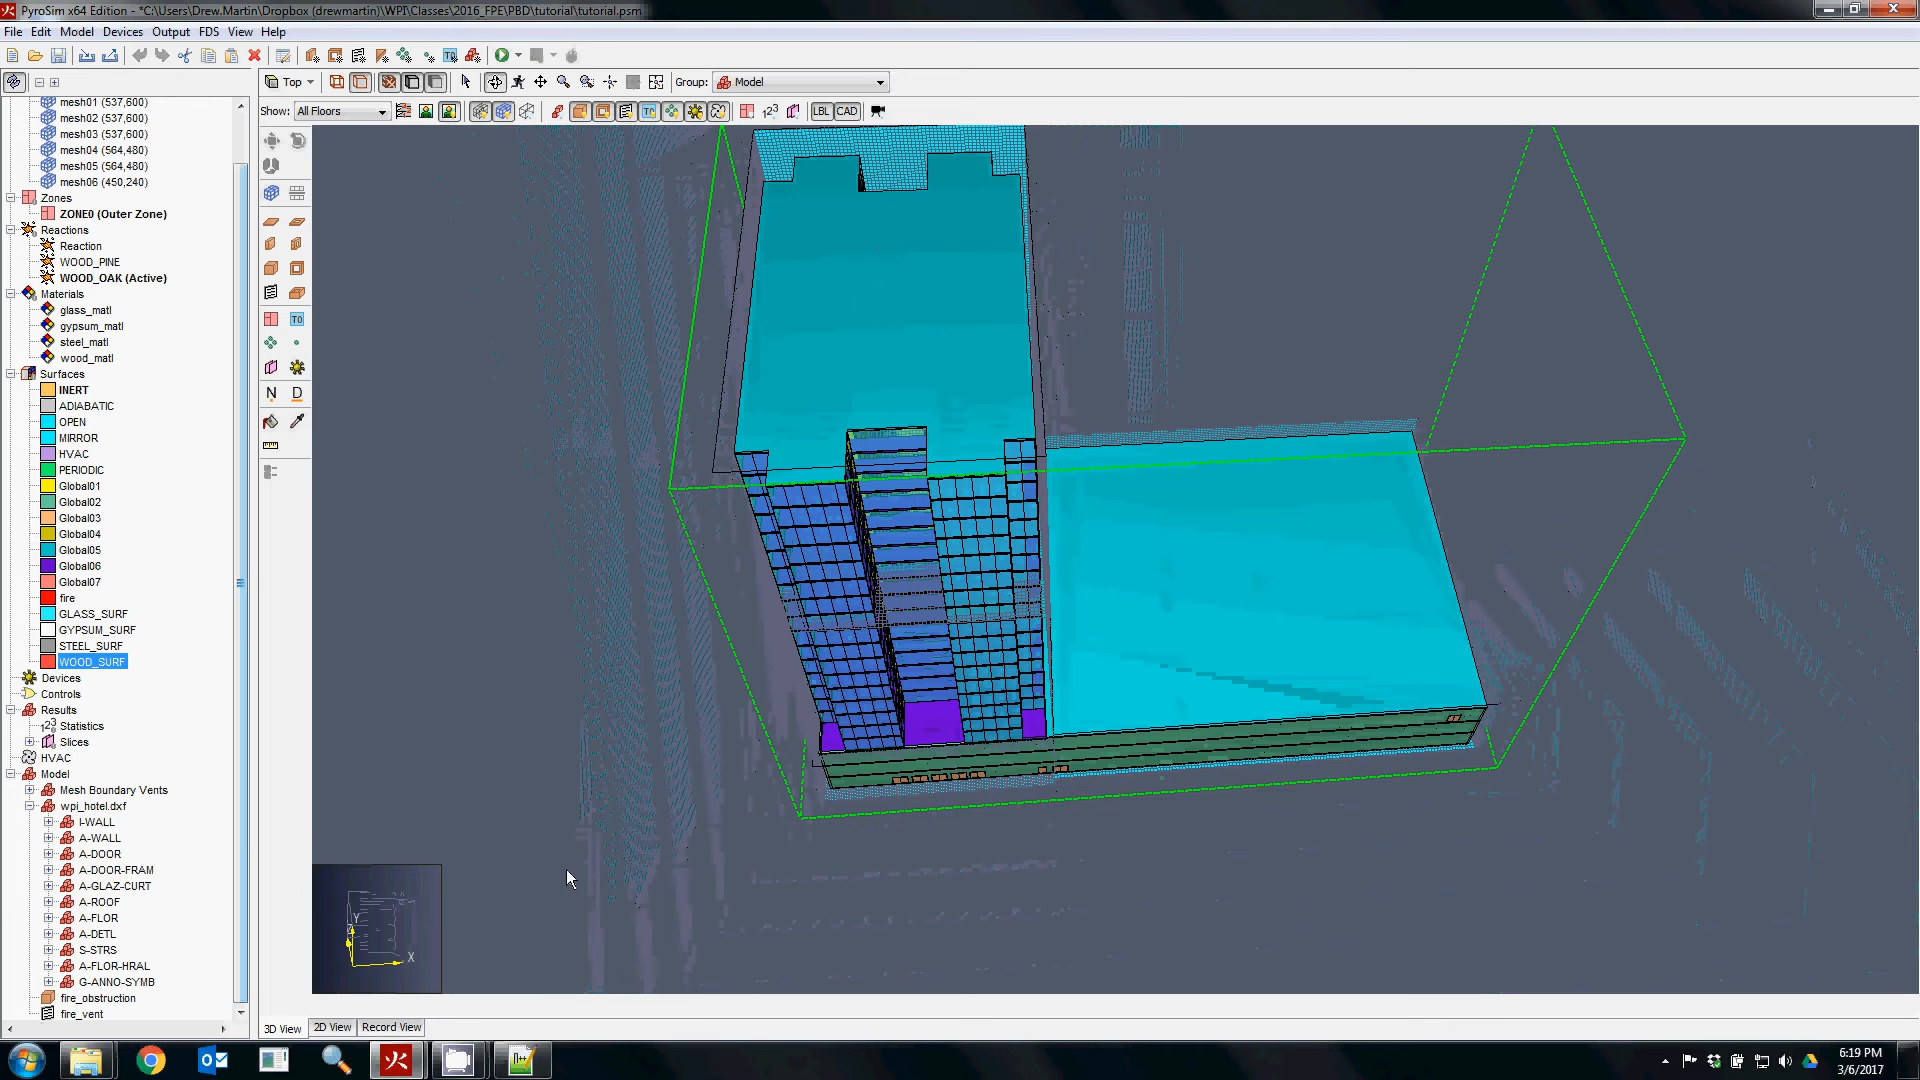 PyroSim x64 Edition - *C:\Users\Drew.Martin\Dropbox (drewmartin)\WPI\Classes\2016_FPE\PBD\tutorial\tutorial.psm
File Edit Model Devices Output FDS View Help
Top
Group: Model
Show: All Floors
LBL CAD
mesh01 (537,600)
mesh02 (537,600)
mesh03 (537,600)
mesh04 (564,480)
mesh05 (564,480)
mesh06 (450,240)
Zones
ZONE0 (Outer Zone)
Reactions
Reaction
WOOD_PINE
WOOD_OAK (Active)
Materials
glass_matl
gypsum_matl
steel_matl
wood_matl
Surfaces
INERT
ADIABATIC
OPEN
MIRROR
HVAC
PERIODIC
Global01
Global02
Global03
Global04
Global05
Global06
Global07
fire
GLASS_SURF
GYPSUM_SURF
STEEL_SURF
WOOD_SURF
Devices
Controls
Results
Statistics
Slices
HVAC
Model
Mesh Boundary Vents
wpi_hotel.dxf
I-WALL
A-WALL
A-DOOR
A-DOOR-FRAM
A-GLAZ-CURT
A-ROOF
A-FLOR
A-DETL
S-STRS
A-FLOR-HRAL
G-ANNO-SYMB
fire_obstruction
fire_vent
N D
Y
X
3D View 2D View Record View
6:19 PM
3/6/2017